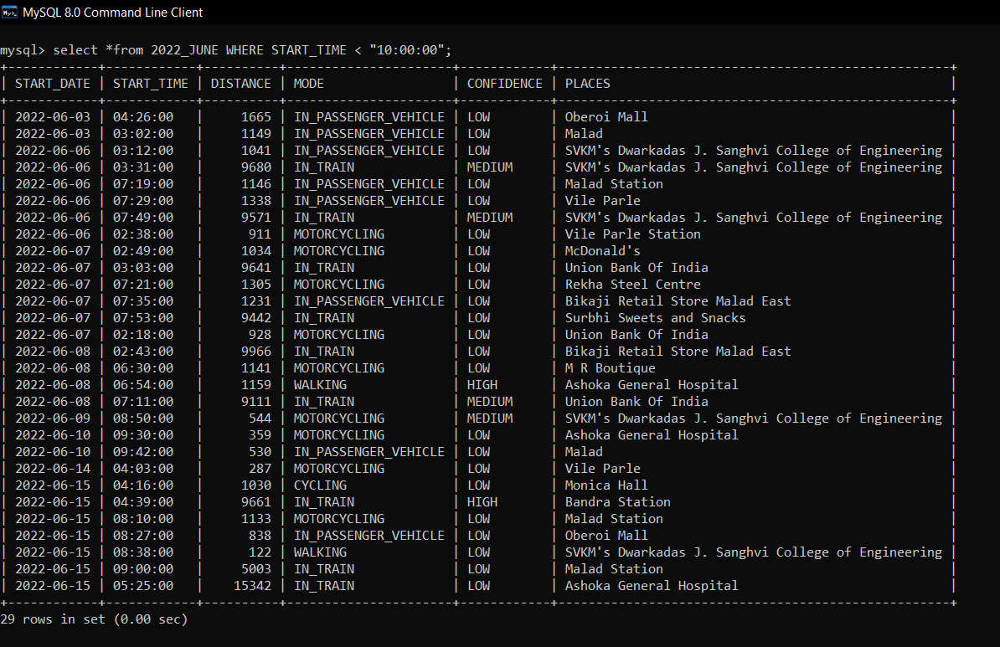 MySQL 8.0 Command Line Client
mysql> select *from 2022_JUNE WHERE START_TIME < "10:00:00";
+------------+------------+----------+----------------------+------------+----------------------------------------------------+
| START_DATE | START_TIME | DISTANCE | MODE                 | CONFIDENCE | PLACES                                             |
+------------+------------+----------+----------------------+------------+----------------------------------------------------+
| 2022-06-03 | 04:26:00   |     1665 | IN_PASSENGER_VEHICLE | LOW        | Oberoi Mall                                        |
| 2022-06-03 | 03:02:00   |     1149 | IN_PASSENGER_VEHICLE | LOW        | Malad                                              |
| 2022-06-06 | 03:12:00   |     1041 | IN_PASSENGER_VEHICLE | LOW        | SVKM's Dwarkadas J. Sanghvi College of Engineering |
| 2022-06-06 | 03:31:00   |     9680 | IN_TRAIN             | MEDIUM     | SVKM's Dwarkadas J. Sanghvi College of Engineering |
| 2022-06-06 | 07:19:00   |     1146 | IN_PASSENGER_VEHICLE | LOW        | Malad Station                                      |
| 2022-06-06 | 07:29:00   |     1338 | IN_PASSENGER_VEHICLE | LOW        | Vile Parle                                         |
| 2022-06-06 | 07:49:00   |     9571 | IN_TRAIN             | MEDIUM     | SVKM's Dwarkadas J. Sanghvi College of Engineering |
| 2022-06-06 | 02:38:00   |      911 | MOTORCYCLING         | LOW        | Vile Parle Station                                 |
| 2022-06-07 | 02:49:00   |     1034 | MOTORCYCLING         | LOW        | McDonald's                                         |
| 2022-06-07 | 03:03:00   |     9641 | IN_TRAIN             | LOW        | Union Bank Of India                                |
| 2022-06-07 | 07:21:00   |     1305 | MOTORCYCLING         | LOW        | Rekha Steel Centre                                 |
| 2022-06-07 | 07:35:00   |     1231 | IN_PASSENGER_VEHICLE | LOW        | Bikaji Retail Store Malad East                     |
| 2022-06-07 | 07:53:00   |     9442 | IN_TRAIN             | LOW        | Surbhi Sweets and Snacks                           |
| 2022-06-07 | 02:18:00   |      928 | MOTORCYCLING         | LOW        | Union Bank Of India                                |
| 2022-06-08 | 02:43:00   |     9966 | IN_TRAIN             | LOW        | Bikaji Retail Store Malad East                     |
| 2022-06-08 | 06:30:00   |     1141 | MOTORCYCLING         | LOW        | M R Boutique                                       |
| 2022-06-08 | 06:54:00   |     1159 | WALKING              | HIGH       | Ashoka General Hospital                            |
| 2022-06-08 | 07:11:00   |     9111 | IN_TRAIN             | MEDIUM     | Union Bank Of India                                |
| 2022-06-09 | 08:50:00   |      544 | MOTORCYCLING         | MEDIUM     | SVKM's Dwarkadas J. Sanghvi College of Engineering |
| 2022-06-10 | 09:30:00   |      359 | MOTORCYCLING         | LOW        | Ashoka General Hospital                            |
| 2022-06-10 | 09:42:00   |      530 | IN_PASSENGER_VEHICLE | LOW        | Malad                                              |
| 2022-06-14 | 04:03:00   |      287 | MOTORCYCLING         | LOW        | Vile Parle                                         |
| 2022-06-15 | 04:16:00   |     1030 | CYCLING              | LOW        | Monica Hall                                        |
| 2022-06-15 | 04:39:00   |     9661 | IN_TRAIN             | HIGH       | Bandra Station                                     |
| 2022-06-15 | 08:10:00   |     1133 | MOTORCYCLING         | LOW        | Malad Station                                      |
| 2022-06-15 | 08:27:00   |      838 | IN_PASSENGER_VEHICLE | LOW        | Oberoi Mall                                        |
| 2022-06-15 | 08:38:00   |      122 | WALKING              | LOW        | SVKM's Dwarkadas J. Sanghvi College of Engineering |
| 2022-06-15 | 09:00:00   |     5003 | IN_TRAIN             | LOW        | Malad Station                                      |
| 2022-06-15 | 05:25:00   |    15342 | IN_TRAIN             | LOW        | Ashoka General Hospital                            |
+------------+------------+----------+----------------------+------------+----------------------------------------------------+
29 rows in set (0.00 sec)